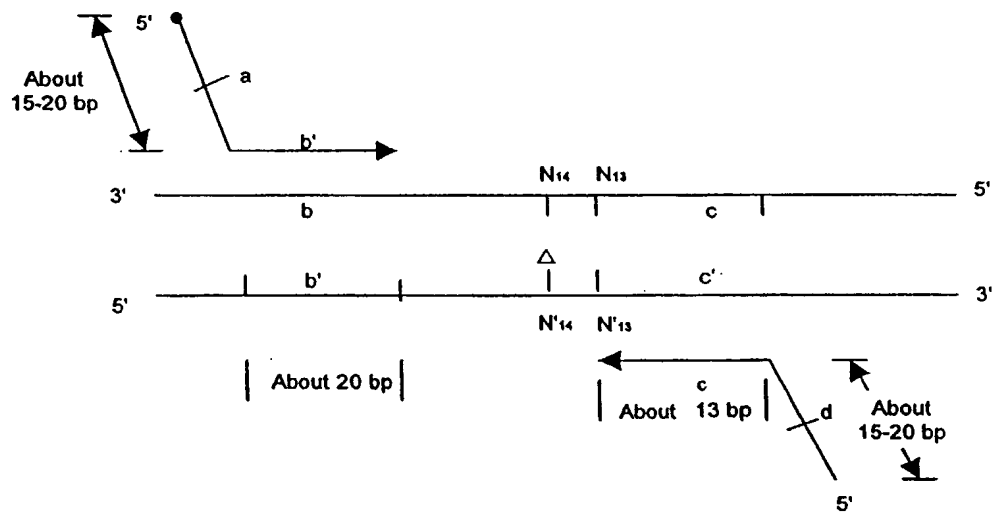 5'
About
15-20 bp
a
b'
N14 N13
3' 5'
b c
△
b' c'
5' 3'
N'14 N'13
About 20 bp
c
About 13 bp
d
About
15-20 bp
5'